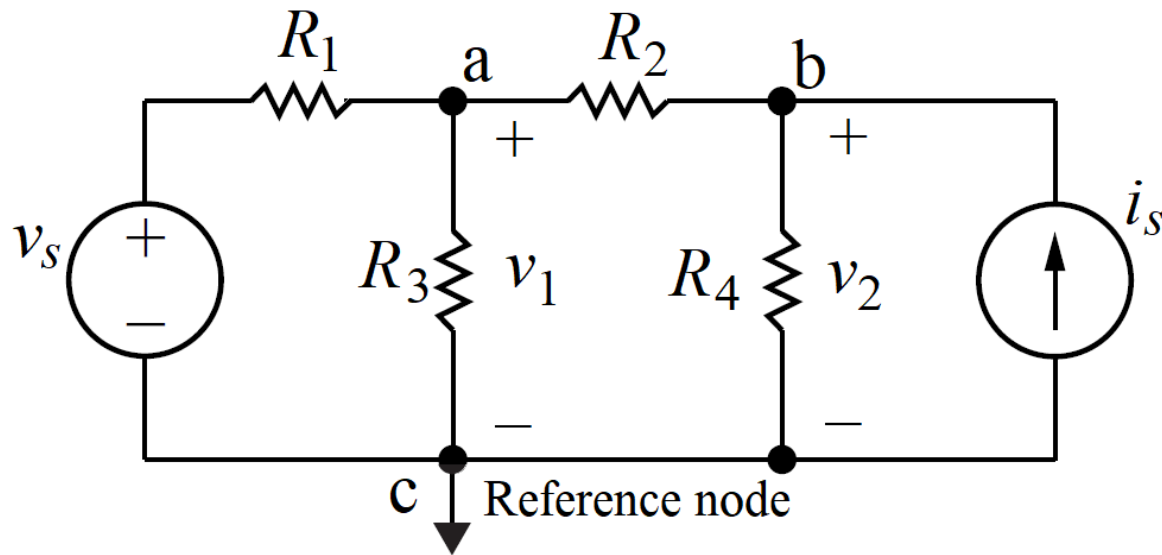 R₁ a R₂ b
+ +
vₛ + − R₃ v₁ R₄ v₂ iₛ
− −
c Reference node